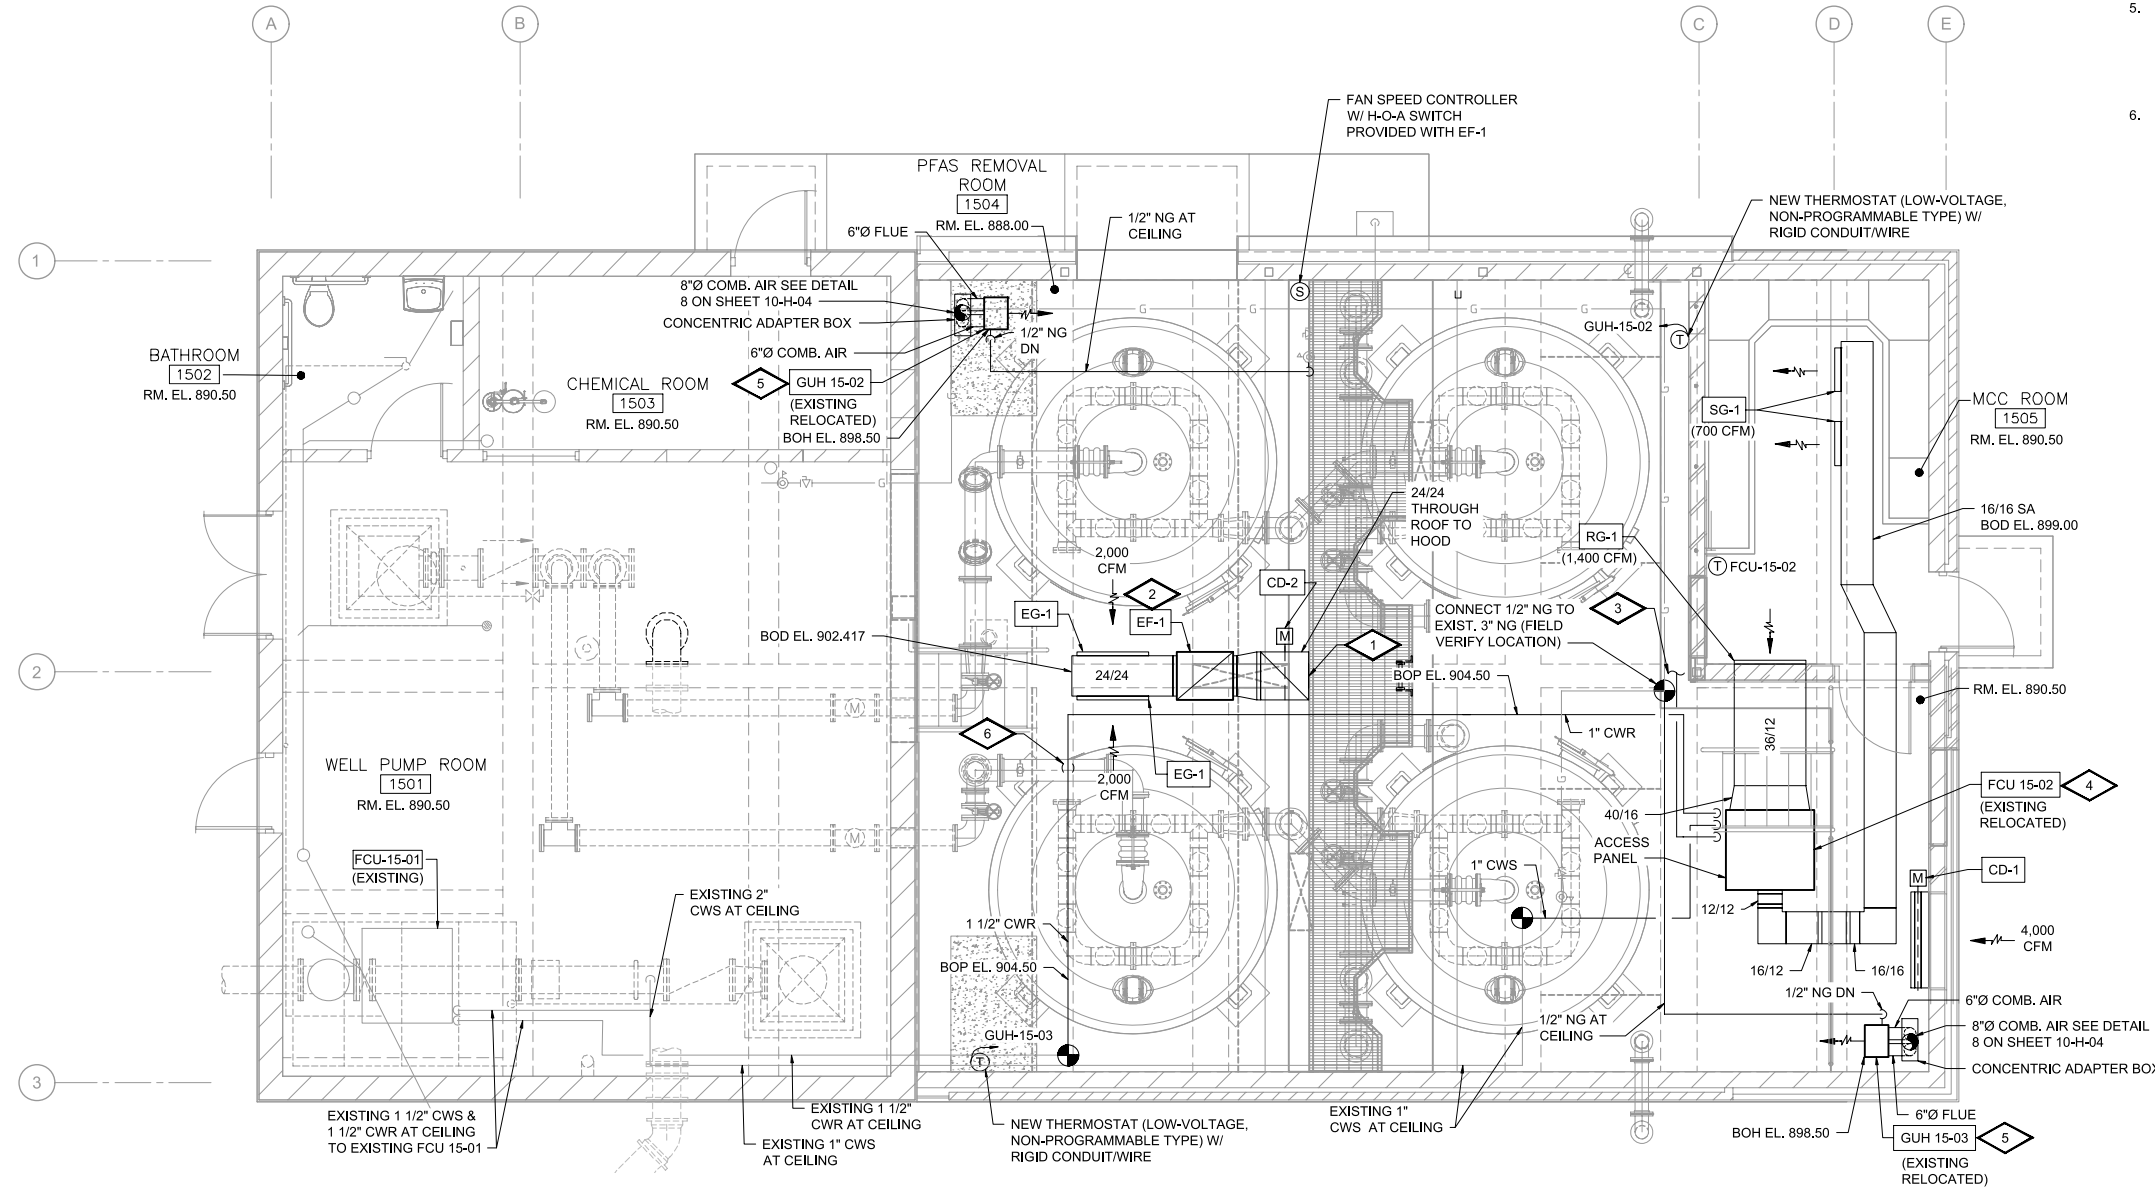 A
B
C
D
E
5.
6.
FAN SPEED CONTROLLER
W/ H-O-A SWITCH
PROVIDED WITH EF-1
PFAS REMOVAL
ROOM
1504
RM. EL. 888.00
6"Ø FLUE
1/2" NG AT
CEILING
NEW THERMOSTAT (LOW-VOLTAGE,
NON-PROGRAMMABLE TYPE) W/
RIGID CONDUIT/WIRE
1
8"Ø COMB. AIR SEE DETAIL
8 ON SHEET 10-H-04
CONCENTRIC ADAPTER BOX
6"Ø COMB. AIR
1/2" NG
DN
S
G
G
G
GUH-15-02
T
BATHROOM
1502
RM. EL. 890.50
CHEMICAL ROOM
1503
RM. EL. 890.50
5
GUH 15-02
(EXISTING
RELOCATED)
BOH EL. 898.50
G
G
SG-1
(700 CFM)
MCC ROOM
1505
RM. EL. 890.50
24/24
THROUGH
ROOF TO
HOOD
16/16 SA
BOD EL. 899.00
RG-1
(1,400 CFM)
T FCU-15-02
2,000
CFM
2
CD-2
EG-1
EF-1
M
1
CONNECT 1/2" NG TO
EXIST. 3" NG (FIELD
VERIFY LOCATION)
3
BOD EL. 902.417
24/24
2
BOP EL. 904.50
RM. EL. 890.50
M
6
1" CWR
36/12
WELL PUMP ROOM
1501
RM. EL. 890.50
2,000
CFM
EG-1
G
FCU 15-02
4
(EXISTING
RELOCATED)
40/16
ACCESS
PANEL
M
FCU-15-01
(EXISTING)
EXISTING 2"
CWS AT CEILING
1" CWS
M
CD-1
12/12
1 1/2" CWR
4,000
CFM
BOP EL. 904.50
16/12
16/16
1/2" NG DN
6"Ø COMB. AIR
1/2" NG AT
CEILING
8"Ø COMB. AIR SEE DETAIL
8 ON SHEET 10-H-04
CONCENTRIC ADAPTER BOX
GUH-15-03
T
3
EXISTING 1 1/2" CWS &
1 1/2" CWR AT CEILING
TO EXISTING FCU 15-01
EXISTING 1 1/2"
CWR AT CEILING
EXISTING 1" CWS
AT CEILING
NEW THERMOSTAT (LOW-VOLTAGE,
NON-PROGRAMMABLE TYPE) W/
RIGID CONDUIT/WIRE
EXISTING 1"
CWS AT CEILING
6"Ø FLUE
BOH EL. 898.50
GUH 15-03
5
(EXISTING
RELOCATED)